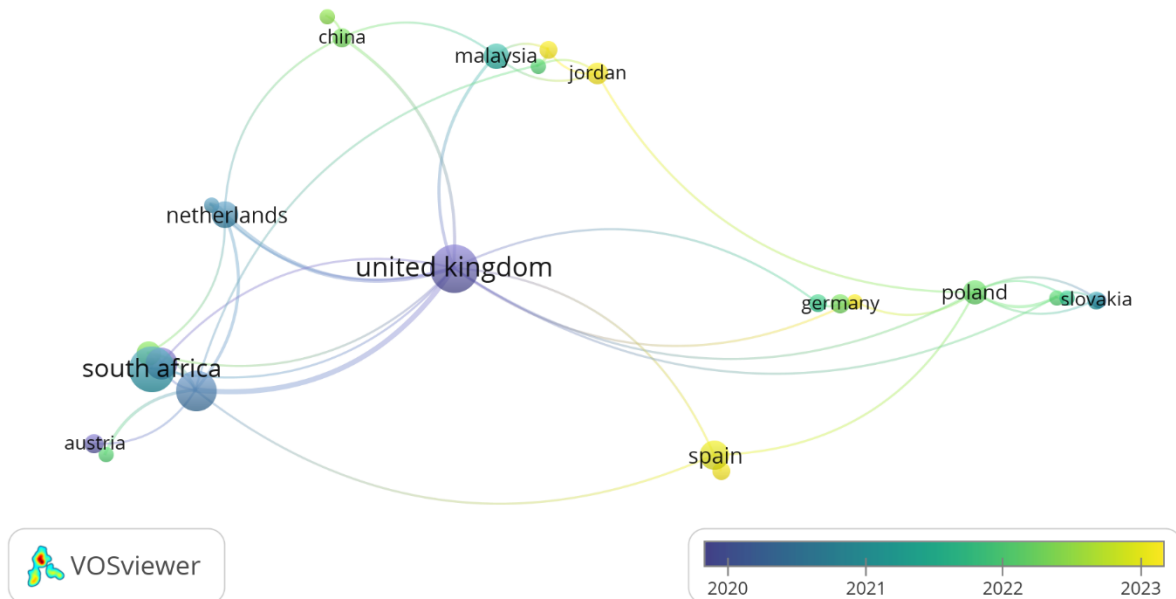 china
malaysia
jordan
netherlands
united kingdom
germany
poland
slovakia
south africa
austria
spain
VOSviewer
2020
2021
2022
2023